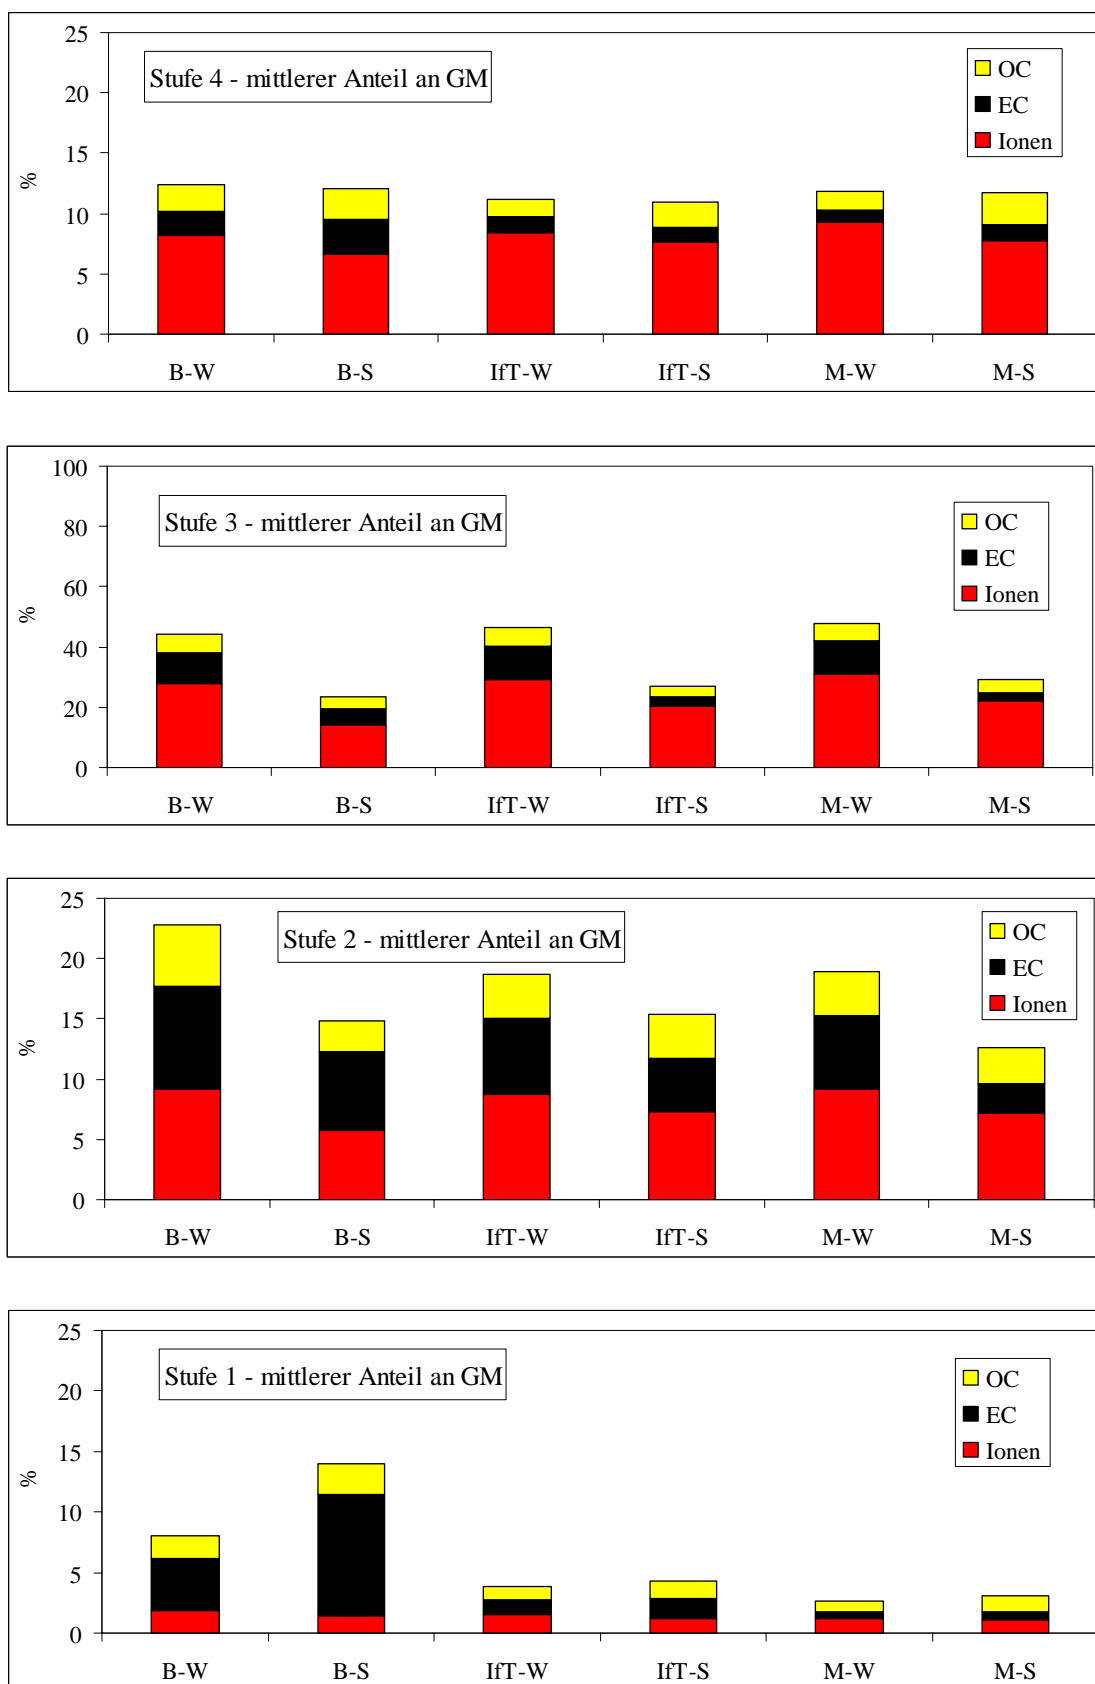 Stufe 4 - mittlerer Anteil an GM
OC
EC
Ionen
%
25
20
15
10
5
0
B-W B-S IfT-W IfT-S M-W M-S
Stufe 3 - mittlerer Anteil an GM
OC
EC
Ionen
%
100
80
60
40
20
0
B-W B-S IfT-W IfT-S M-W M-S
Stufe 2 - mittlerer Anteil an GM
OC
EC
Ionen
%
25
20
15
10
5
0
B-W B-S IfT-W IfT-S M-W M-S
Stufe 1 - mittlerer Anteil an GM
OC
EC
Ionen
%
25
20
15
10
5
0
B-W B-S IfT-W IfT-S M-W M-S